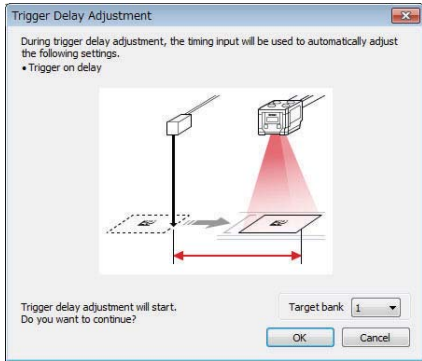 Trigger Delay Adjustment
During trigger delay adjustment, the timing input will be used to automatically adjust
the following settings.
• Trigger on delay
Trigger delay adjustment will start.
Do you want to continue?
Target bank 1
OK Cancel